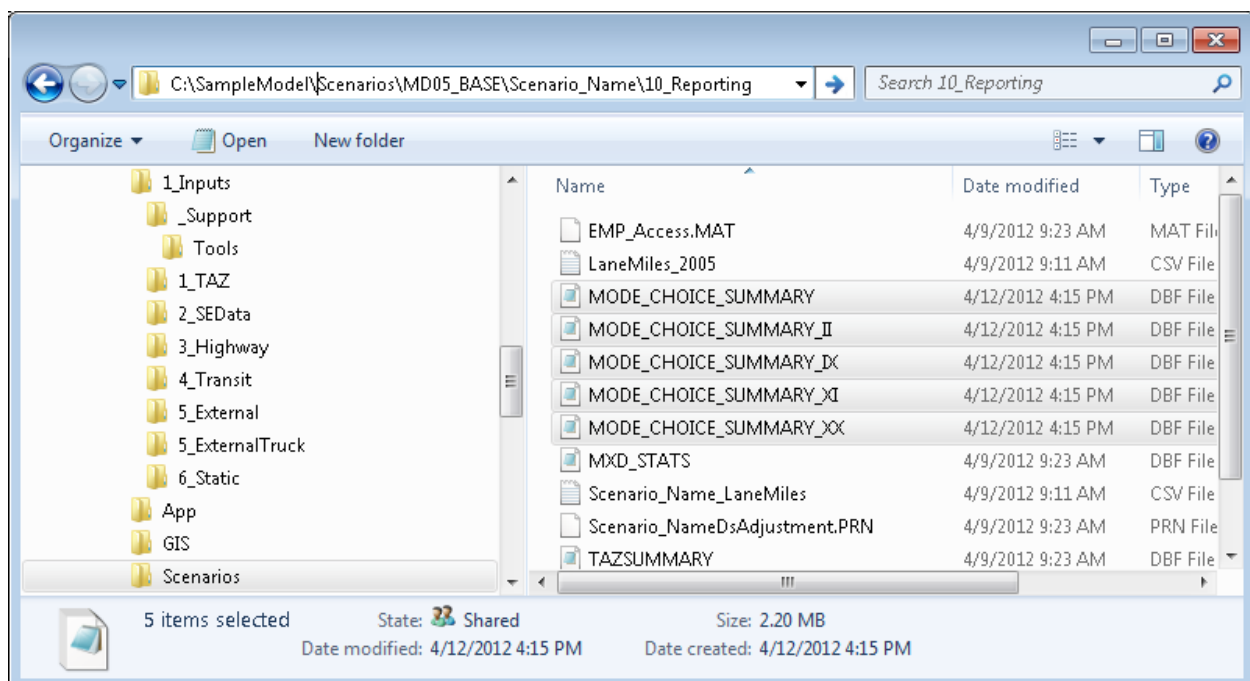 C:\SampleModel\Scenarios\MD05_BASE\Scenario_Name\10_Reporting Search 10_Reporting
Organize Open New folder
1_Inputs
_Support
Tools
1_TAZ
2_SEData
3_Highway
4_Transit
5_External
5_ExternalTruck
6_Static
App
GIS
Scenarios
Name Date modified Type
EMP_Access.MAT 4/9/2012 9:23 AM MAT File
LaneMiles_2005 4/9/2012 9:11 AM CSV File
MODE_CHOICE_SUMMARY 4/12/2012 4:15 PM DBF File
MODE_CHOICE_SUMMARY_II 4/12/2012 4:15 PM DBF File
MODE_CHOICE_SUMMARY_IX 4/12/2012 4:15 PM DBF File
MODE_CHOICE_SUMMARY_XI 4/12/2012 4:15 PM DBF File
MODE_CHOICE_SUMMARY_XX 4/12/2012 4:15 PM DBF File
MXD_STATS 4/9/2012 9:23 AM DBF File
Scenario_Name_LaneMiles 4/9/2012 9:11 AM CSV File
Scenario_NameDsAdjustment.PRN 4/9/2012 9:23 AM PRN File
TAZSUMMARY 4/9/2012 9:23 AM DBF File
5 items selected State: Shared Size: 2.20 MB
Date modified: 4/12/2012 4:15 PM Date created: 4/12/2012 4:15 PM